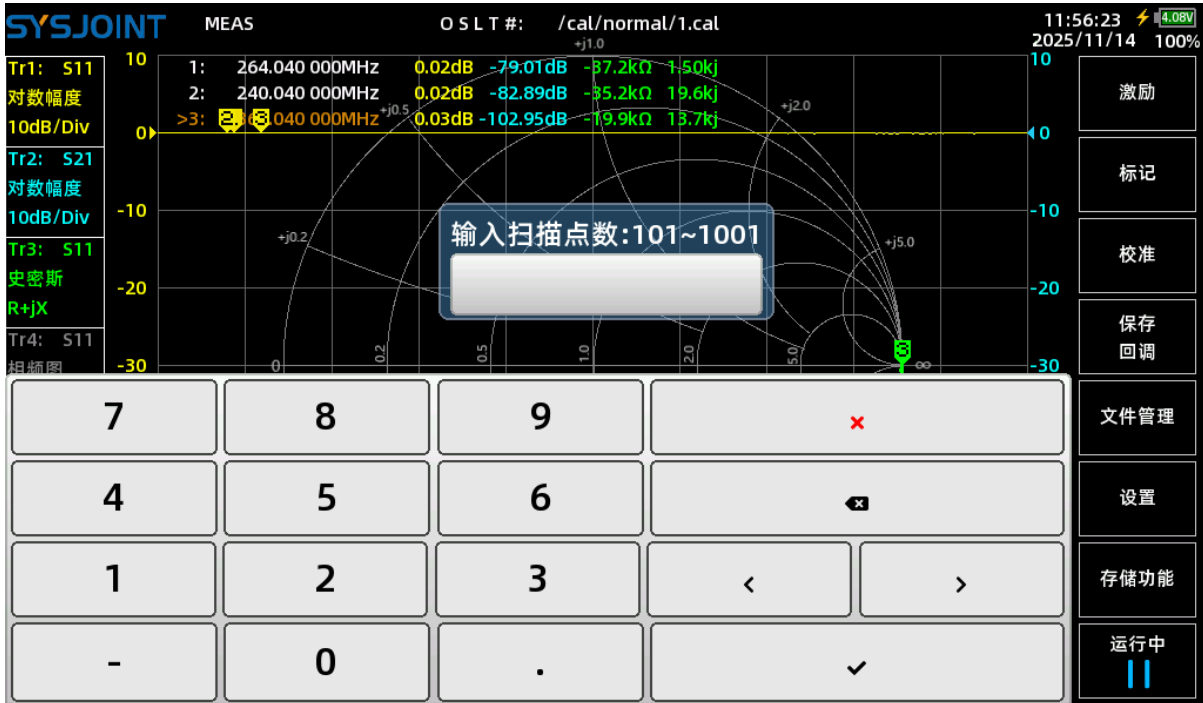 SYSJOINT MEAS O S L T #: /cal/normal/1.cal 11:56:23 4.08V
2025/11/14 100%
+j1.0
Tr1: S11
对数幅度
10dB/Div
Tr2: S21
对数幅度
10dB/Div
Tr3: S11
史密斯
R+jX
Tr4: S11
相频图
10
0
-10
-20
-30
1: 264.040 000MHz 0.02dB -79.01dB -37.2kΩ 1.50kj
2: 240.040 000MHz 0.02dB -82.89dB -35.2kΩ 19.6kj
>3: 040 000MHz 0.03dB -102.95dB -19.9kΩ 13.7kj
2 3
+j0.5
+j2.0
+j0.2
+j5.0
输入扫描点数:101~1001
0 0.2 0.5 1.0 2.0 5.0 ∞
3
10
0
-10
-20
-30
7 8 9 ×
4 5 6
1 2 3 < >
- 0 .
激励
标记
校准
保存
回调
文件管理
设置
存储功能
运行中